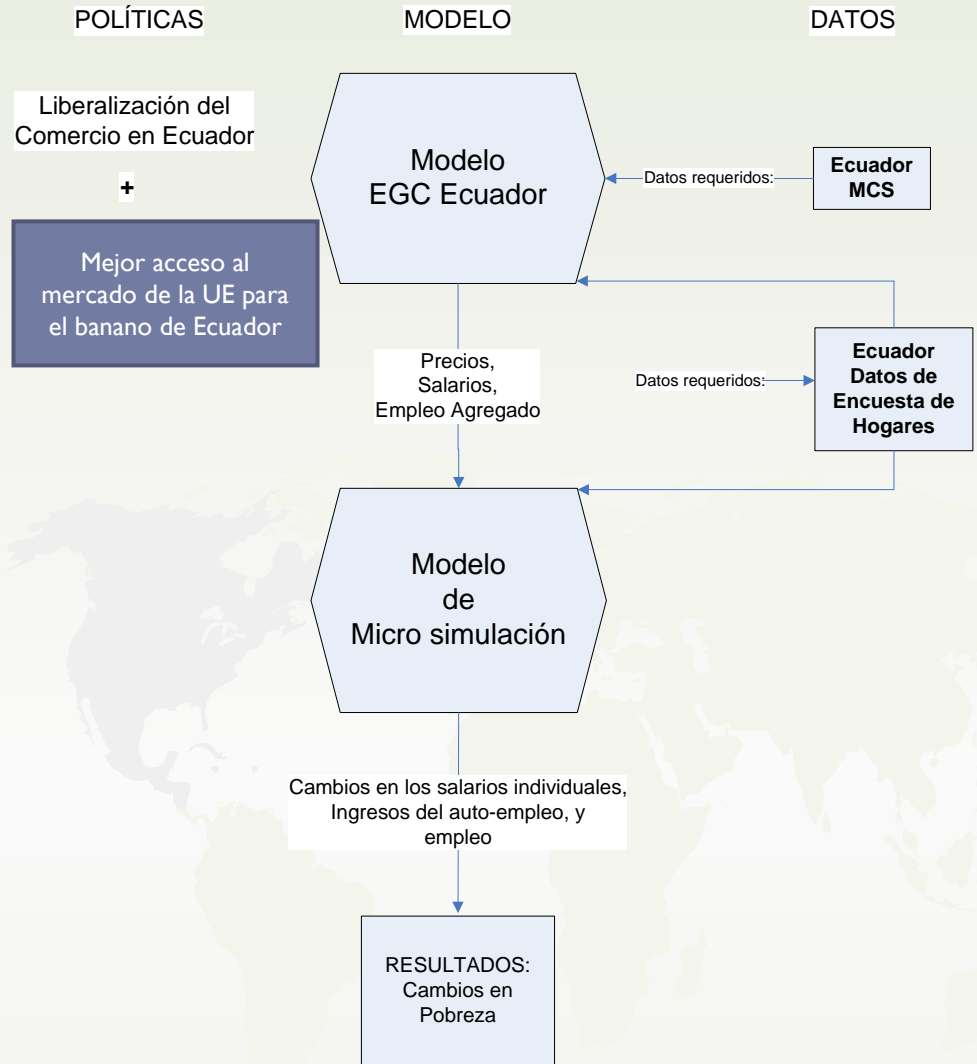 POLÍTICAS
MODELO
DATOS
Liberalización del
Comercio en Ecuador
+
Mejor acceso al
mercado de la UE para
el banano de Ecuador
Modelo
EGC Ecuador
Datos requeridos:
Ecuador
MCS
Precios,
Salarios,
Empleo Agregado
Datos requeridos:
Ecuador
Datos de
Encuesta de
Hogares
Modelo
de
Micro simulación
Cambios en los salarios individuales,
Ingresos del auto-empleo, y
empleo
RESULTADOS:
Cambios en
Pobreza